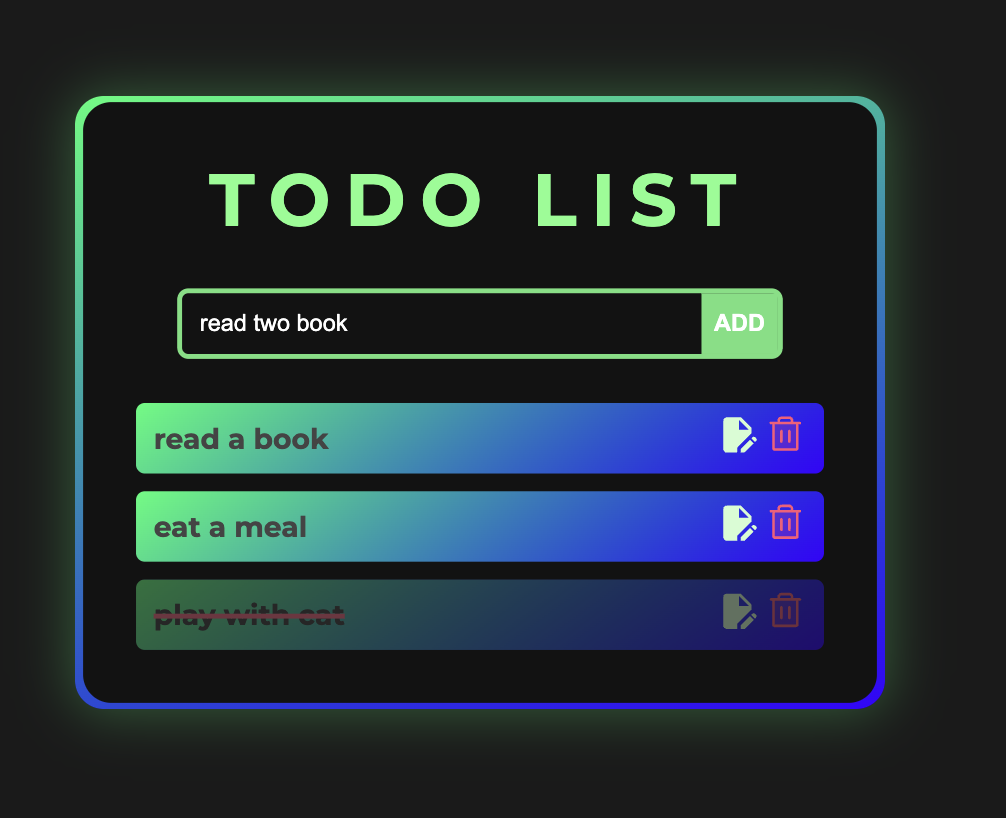 TODO LIST
read two book
ADD
read a book
eat a meal
play with cat